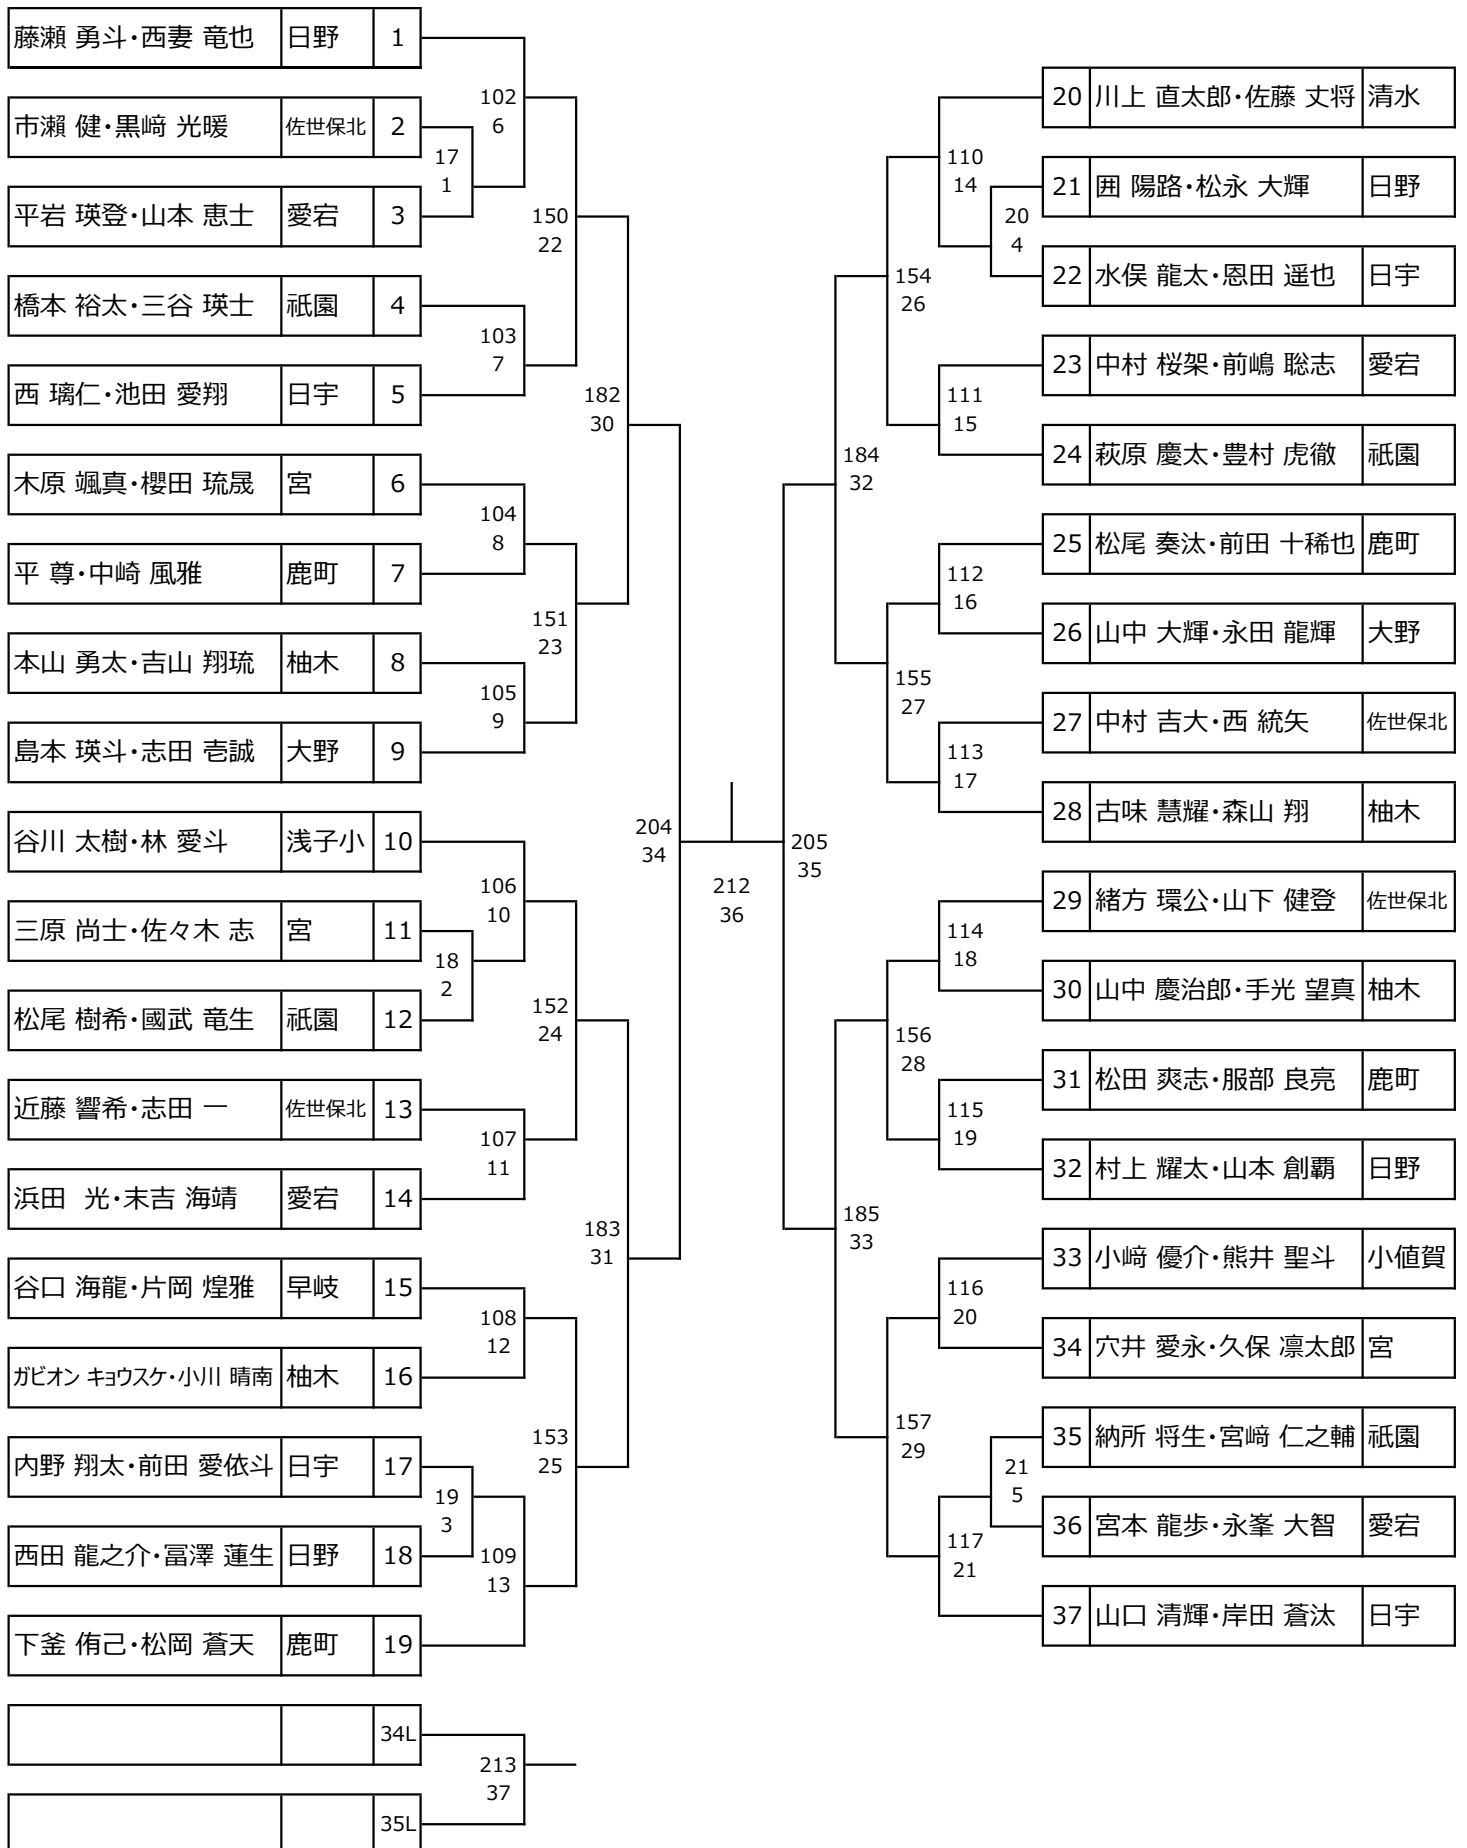 藤瀬 勇斗・西妻 竜也 日野 1
市瀬 健・黒﨑 光暖 佐世保北 2
平岩 瑛登・山本 恵士 愛宕 3
橋本 裕太・三谷 瑛士 祇園 4
西 璃仁・池田 愛翔 日宇 5
木原 颯真・櫻田 琉晟 宮 6
平 尊・中崎 風雅 鹿町 7
本山 勇太・吉山 翔琉 柚木 8
島本 瑛斗・志田 壱誠 大野 9
谷川 太樹・林 愛斗 浅子小 10
三原 尚士・佐々木 志 宮 11
松尾 樹希・國武 竜生 祇園 12
近藤 響希・志田 一 佐世保北 13
浜田 光・末吉 海靖 愛宕 14
谷口 海龍・片岡 煌雅 早岐 15
ガビオン キョウスケ・小川 晴南 柚木 16
内野 翔太・前田 愛依斗 日宇 17
西田 龍之介・冨澤 蓮生 日野 18
下釜 侑己・松岡 蒼天 鹿町 19
34L
35L
17
1
18
2
19
3
102
6
103
7
104
8
105
9
106
10
107
11
108
12
109
13
213
37
150
22
151
23
152
24
153
25
182
30
183
31
204
34
212
36
205
35
184
32
185
33
154
26
155
27
156
28
157
29
110
14
111
15
112
16
113
17
114
18
115
19
116
20
117
21
20
4
21
5
20 川上 直太郎・佐藤 丈将 清水
21 囲 陽路・松永 大輝 日野
22 水俣 龍太・恩田 遥也 日宇
23 中村 桜架・前嶋 聡志 愛宕
24 萩原 慶太・豊村 虎徹 祇園
25 松尾 奏汰・前田 十稀也 鹿町
26 山中 大輝・永田 龍輝 大野
27 中村 吉大・西 統矢 佐世保北
28 古味 慧耀・森山 翔 柚木
29 緒方 環公・山下 健登 佐世保北
30 山中 慶治郎・手光 望真 柚木
31 松田 爽志・服部 良亮 鹿町
32 村上 耀太・山本 創覇 日野
33 小﨑 優介・熊井 聖斗 小値賀
34 穴井 愛永・久保 凛太郎 宮
35 納所 将生・宮﨑 仁之輔 祇園
36 宮本 龍歩・永峯 大智 愛宕
37 山口 清輝・岸田 蒼汰 日宇